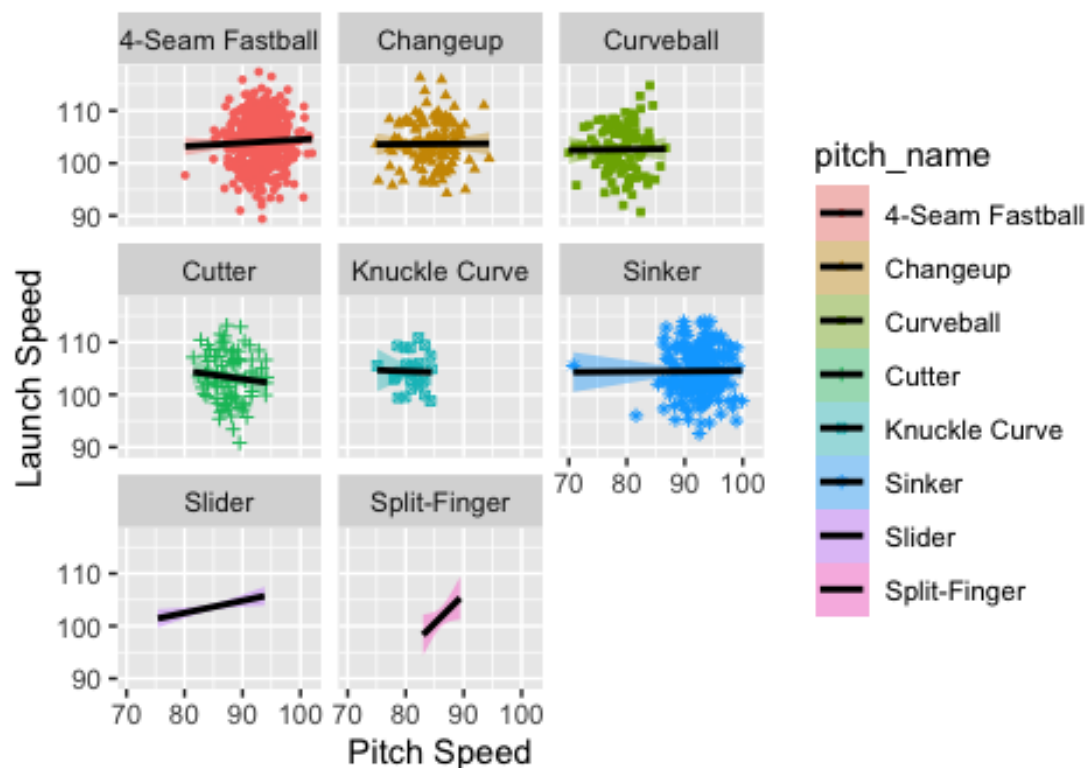 4-Seam Fastball
Changeup
Curveball
110
100
90
Cutter
Knuckle Curve
Sinker
110
100
90
70 80 90 100
Slider
Split-Finger
110
100
90
70 80 90 100
70 80 90 100
Launch Speed
Pitch Speed
pitch_name
4-Seam Fastball
Changeup
Curveball
Cutter
Knuckle Curve
Sinker
Slider
Split-Finger